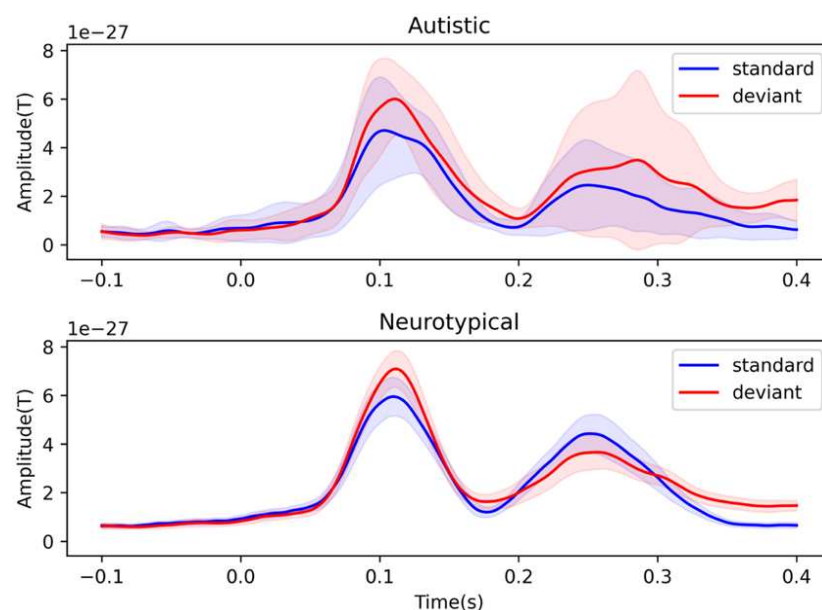 1e−27
Autistic
8
6
4
2
0
Amplitude(T)
standard
deviant
−0.1 0.0 0.1 0.2 0.3 0.4
1e−27
Neurotypical
8
6
4
2
0
Amplitude(T)
standard
deviant
−0.1 0.0 0.1 0.2 0.3 0.4
Time(s)